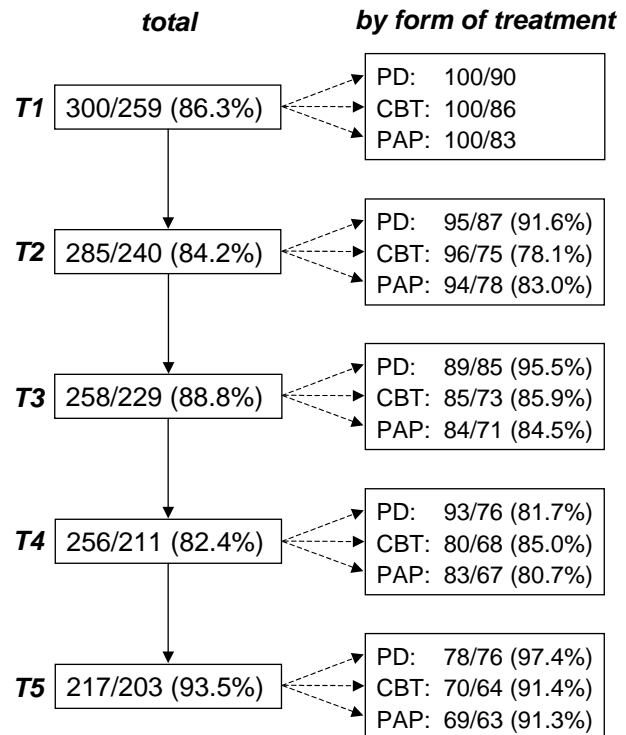 total
by form of treatment
T1
300/259 (86.3%)
PD: 100/90
CBT: 100/86
PAP: 100/83
T2
285/240 (84.2%)
PD: 95/87 (91.6%)
CBT: 96/75 (78.1%)
PAP: 94/78 (83.0%)
T3
258/229 (88.8%)
PD: 89/85 (95.5%)
CBT: 85/73 (85.9%)
PAP: 84/71 (84.5%)
T4
256/211 (82.4%)
PD: 93/76 (81.7%)
CBT: 80/68 (85.0%)
PAP: 83/67 (80.7%)
T5
217/203 (93.5%)
PD: 78/76 (97.4%)
CBT: 70/64 (91.4%)
PAP: 69/63 (91.3%)